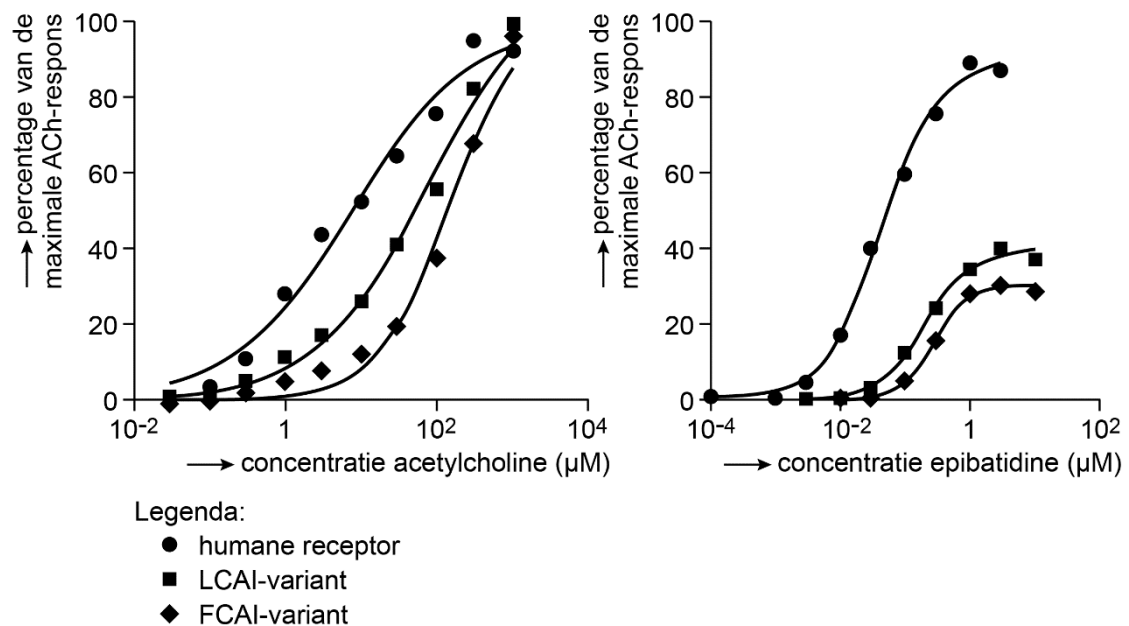 percentage van de
maximale ACh-respons
100
80
60
40
20
0
10-2
1
10²
10⁴
concentratie acetylcholine (µM)
percentage van de
maximale ACh-respons
100
80
60
40
20
0
10-4
10-2
1
10²
concentratie epibatidine (µM)
Legenda:
humane receptor
LCAI-variant
FCAI-variant